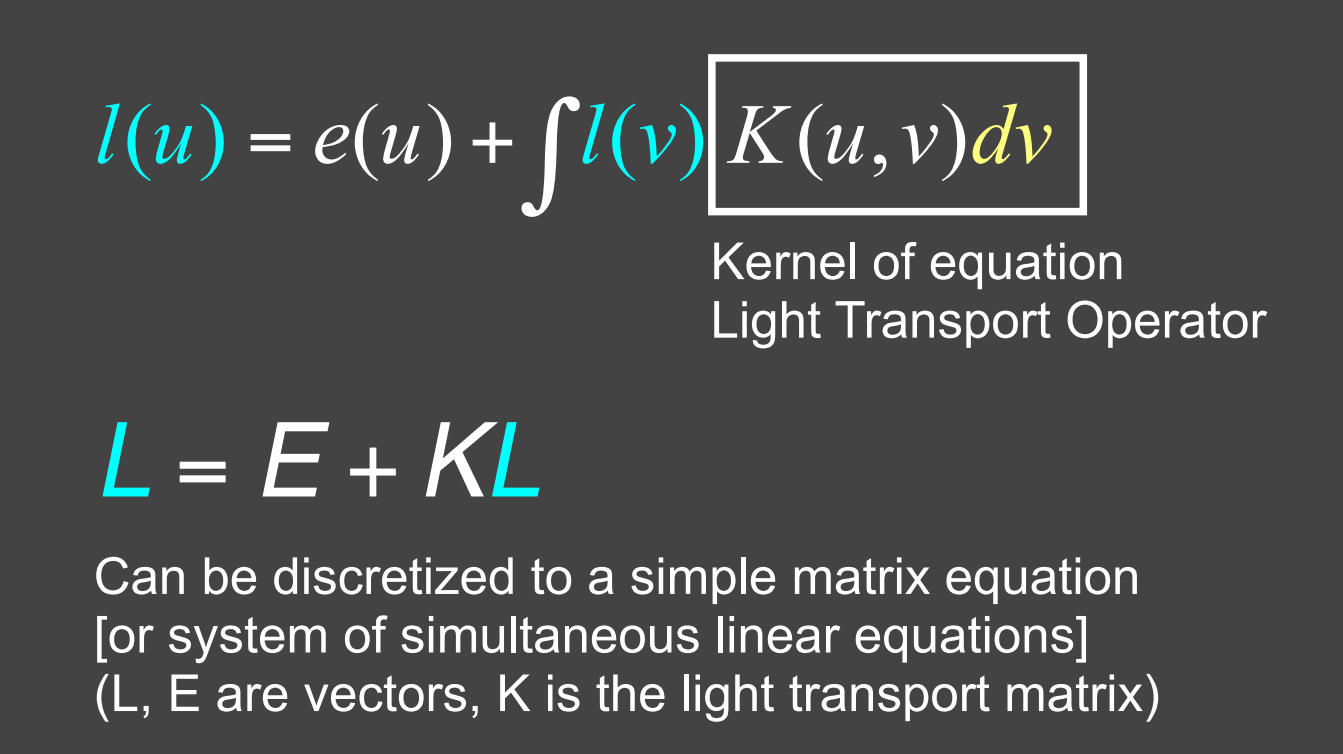 l(u) = e(u) + ∫ l(v) K(u, v)dv
Kernel of equation
Light Transport Operator
L = E + KL
Can be discretized to a simple matrix equation
[or system of simultaneous linear equations]
(L, E are vectors, K is the light transport matrix)